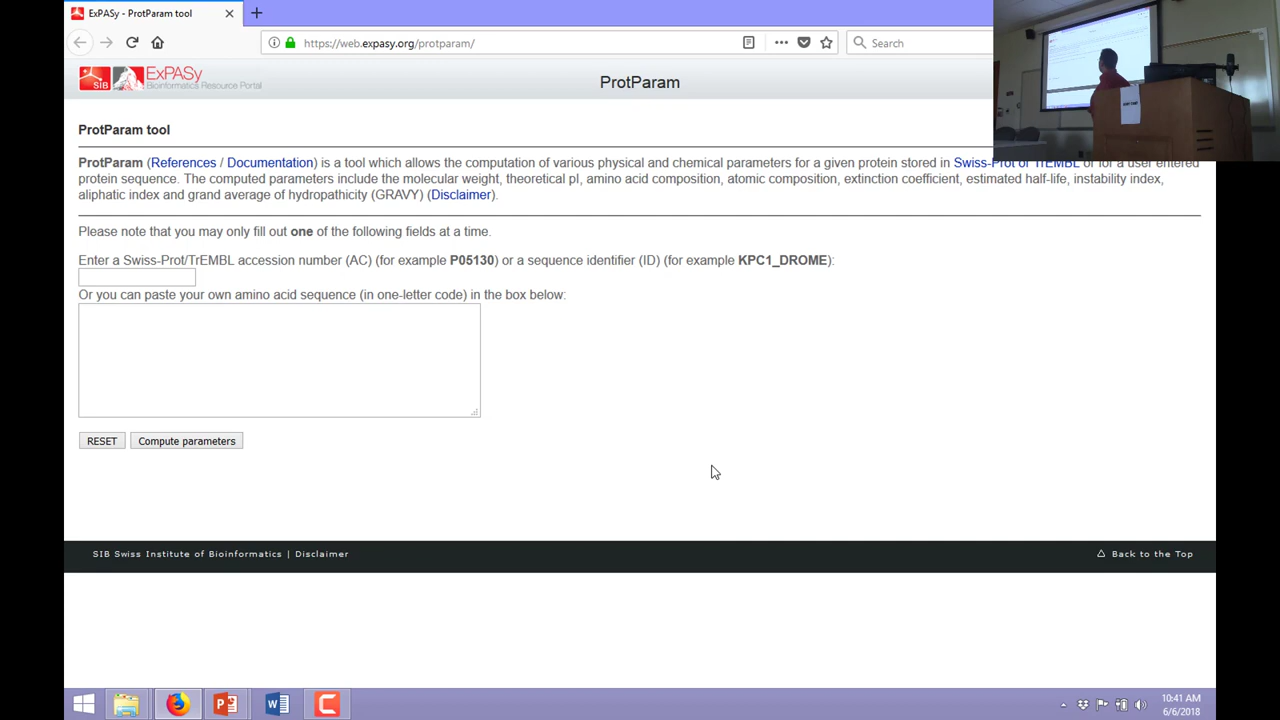 ExPASy - ProtParam tool
https://web.expasy.org/protparam/
Search
SIB
ExPASy
Bioinformatics Resource Portal
ProtParam
ProtParam tool
ProtParam (References / Documentation) is a tool which allows the computation of various physical and chemical parameters for a given protein stored in Swiss-Prot or TrEMBL or for a user entered
protein sequence. The computed parameters include the molecular weight, theoretical pI, amino acid composition, atomic composition, extinction coefficient, estimated half-life, instability index,
aliphatic index and grand average of hydropathicity (GRAVY) (Disclaimer).
Please note that you may only fill out one of the following fields at a time.
Enter a Swiss-Prot/TrEMBL accession number (AC) (for example P05130) or a sequence identifier (ID) (for example KPC1_DROME):
Or you can paste your own amino acid sequence (in one-letter code) in the box below:
RESET
Compute parameters
SIB Swiss Institute of Bioinformatics | Disclaimer
Back to the Top
10:41 AM
6/6/2018